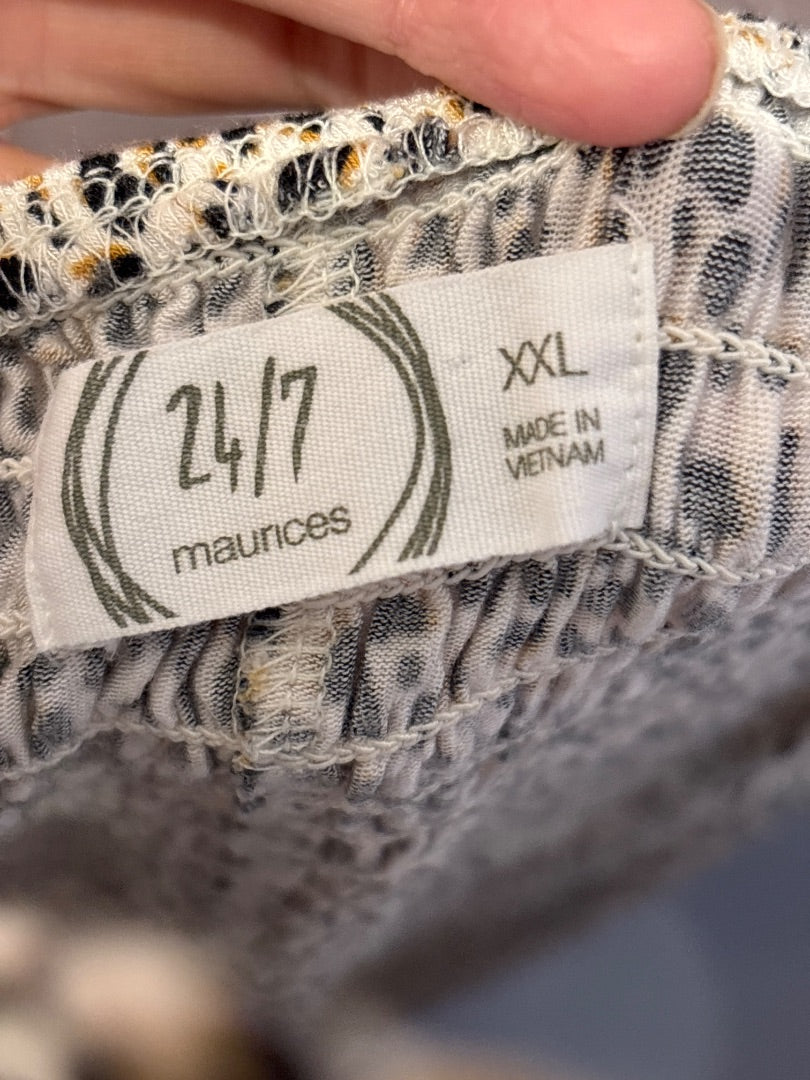 24/7
maurices
XXL
MADE IN
VIETNAM